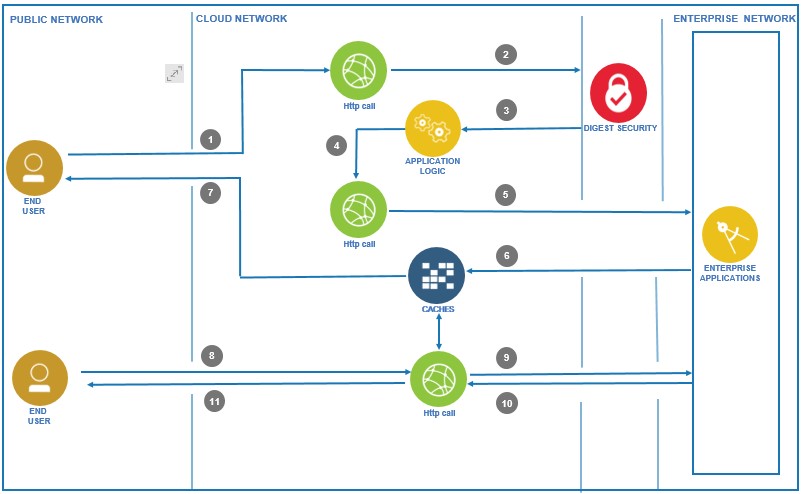 PUBLIC NETWORK
CLOUD NETWORK
ENTERPRISE NETWORK
2
Http call
3
DIGEST SECURITY
1
4
APPLICATION
LOGIC
END
USER
7
5
Http call
6
ENTERPRISE
APPLICATIONS
CACHES
8
9
11
10
END
USER
Http call